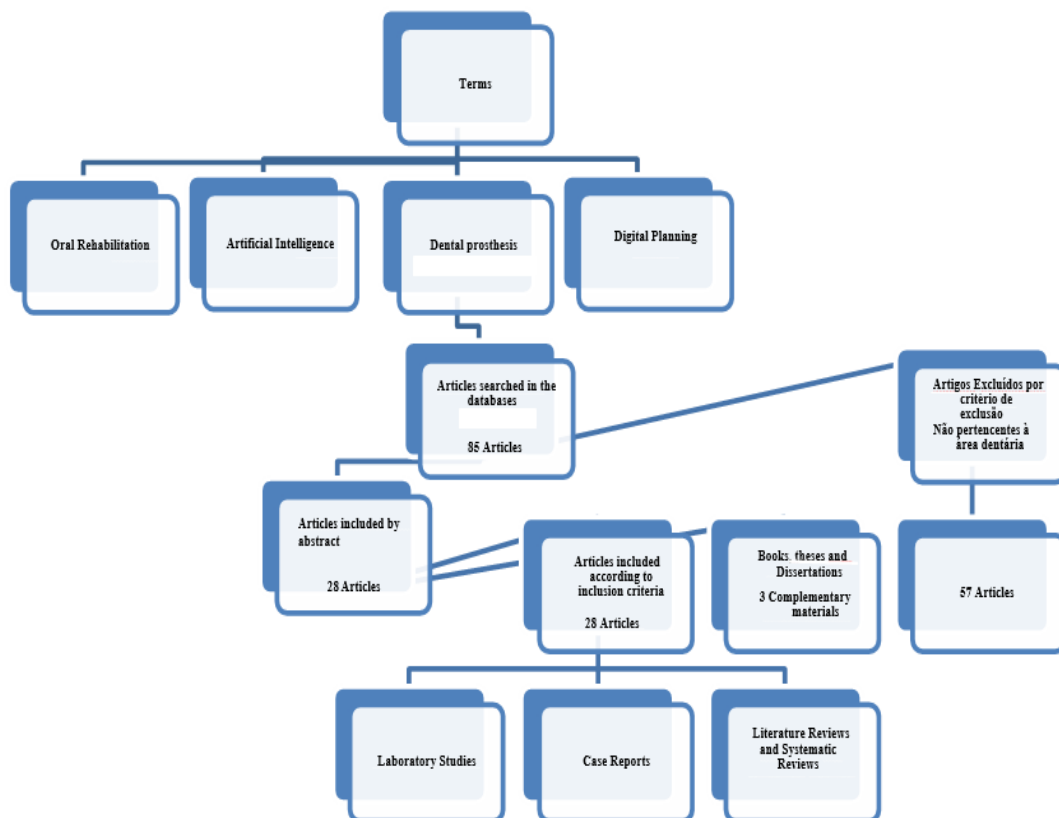 Terms
Oral Rehabilitation
Artificial Intelligence
Dental prosthesis
Digital Planning
Articles searched in the
databases
85 Articles
Artigos Excluídos por
critério de
exclusão
Não pertencentes à
área dentária
Articles included by
abstract
28 Articles
Articles included
according to
inclusion criteria
28 Articles
Books, theses and
Dissertations
3 Complementary
materials
57 Articles
Laboratory Studies
Case Reports
Literature Reviews
and Systematic
Reviews